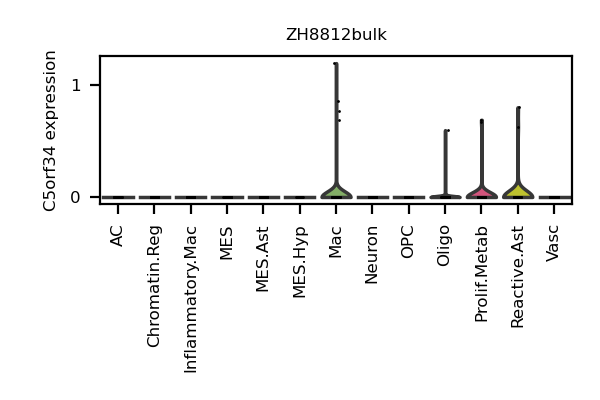 ZH8812bulk
C5orf34 expression
1
0
AC
Chromatin.Reg
Inflammatory.Mac
MES
MES.Ast
MES.Hyp
Mac
Neuron
OPC
Oligo
Prolif.Metab
Reactive.Ast
Vasc